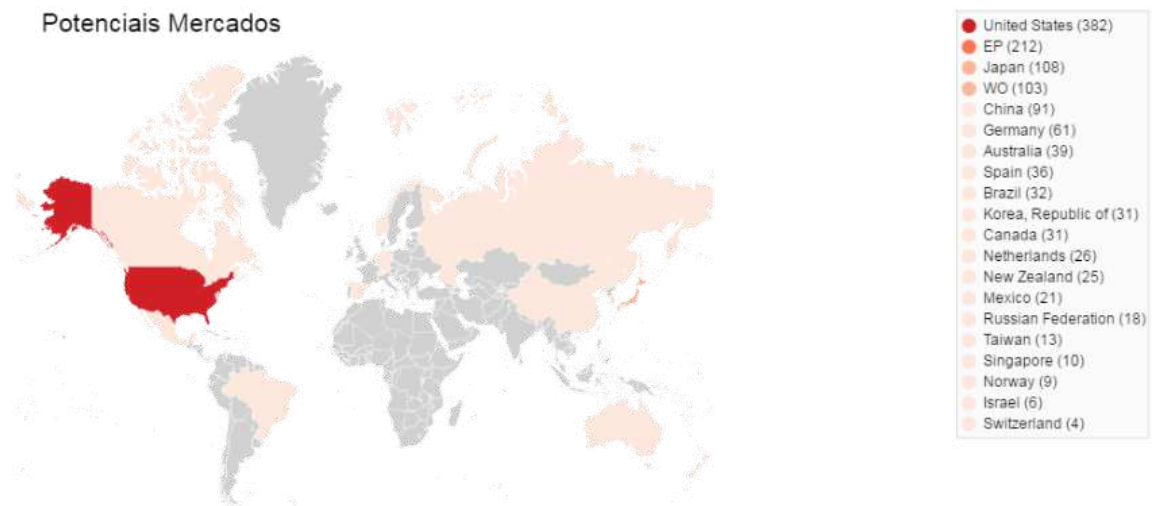 Potenciais Mercados
United States (382)
EP (212)
Japan (108)
WO (103)
China (91)
Germany (61)
Australia (39)
Spain (36)
Brazil (32)
Korea, Republic of (31)
Canada (31)
Netherlands (26)
New Zealand (25)
Mexico (21)
Russian Federation (18)
Taiwan (13)
Singapore (10)
Norway (9)
Israel (6)
Switzerland (4)